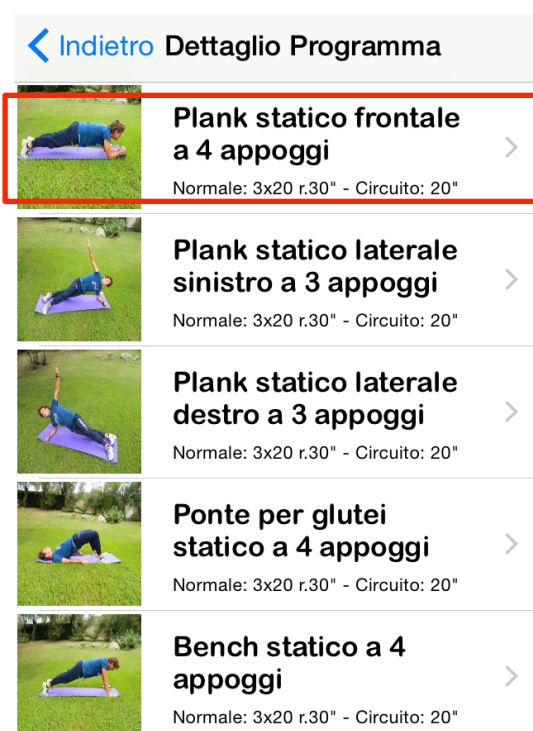 Indietro Dettaglio Programma
Plank statico frontale
a 4 appoggi
Normale: 3x20 r.30" - Circuito: 20"
Plank statico laterale
sinistro a 3 appoggi
Normale: 3x20 r.30" - Circuito: 20"
Plank statico laterale
destro a 3 appoggi
Normale: 3x20 r.30" - Circuito: 20"
Ponte per glutei
statico a 4 appoggi
Normale: 3x20 r.30" - Circuito: 20"
Bench statico a 4
appoggi
Normale: 3x20 r.30" - Circuito: 20"